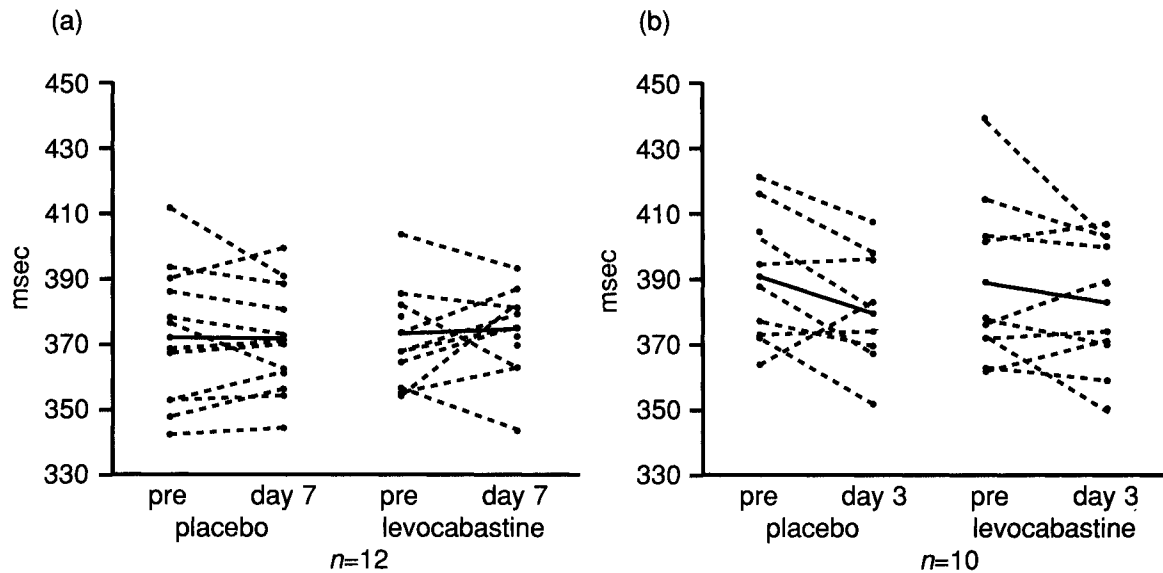 (a)
450
430
410
390
370
350
330
msec
pre day 7 pre day 7
placebo levocabastine
n=12
(b)
450
430
410
390
370
350
330
msec
pre day 3 pre day 3
placebo levocabastine
n=10